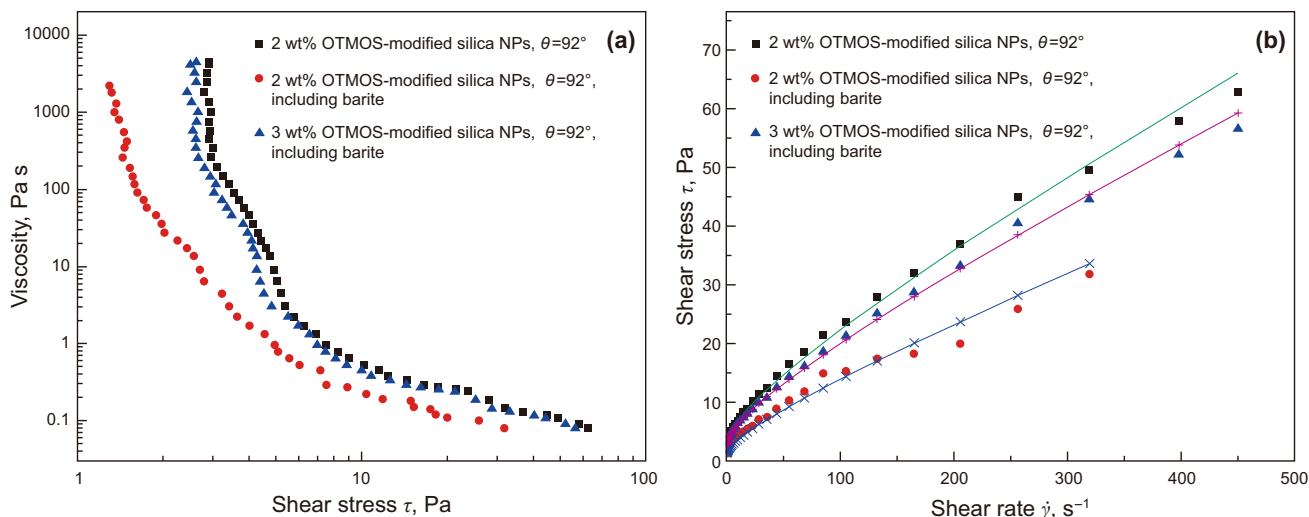 (a)
2 wt% OTMOS-modified silica NPs, θ=92°
2 wt% OTMOS-modified silica NPs, θ=92°,
including barite
3 wt% OTMOS-modified silica NPs, θ=92°,
including barite
Viscosity, Pa s
10000
1000
100
10
1
0.1
1
10
100
Shear stress τ, Pa
(b)
2 wt% OTMOS-modified silica NPs, θ=92°
2 wt% OTMOS-modified silica NPs, θ=92°,
including barite
3 wt% OTMOS-modified silica NPs, θ=92°,
including barite
Shear stress τ, Pa
70
60
50
40
30
20
10
0
0
100
200
300
400
500
Shear rate γ̇, s⁻¹